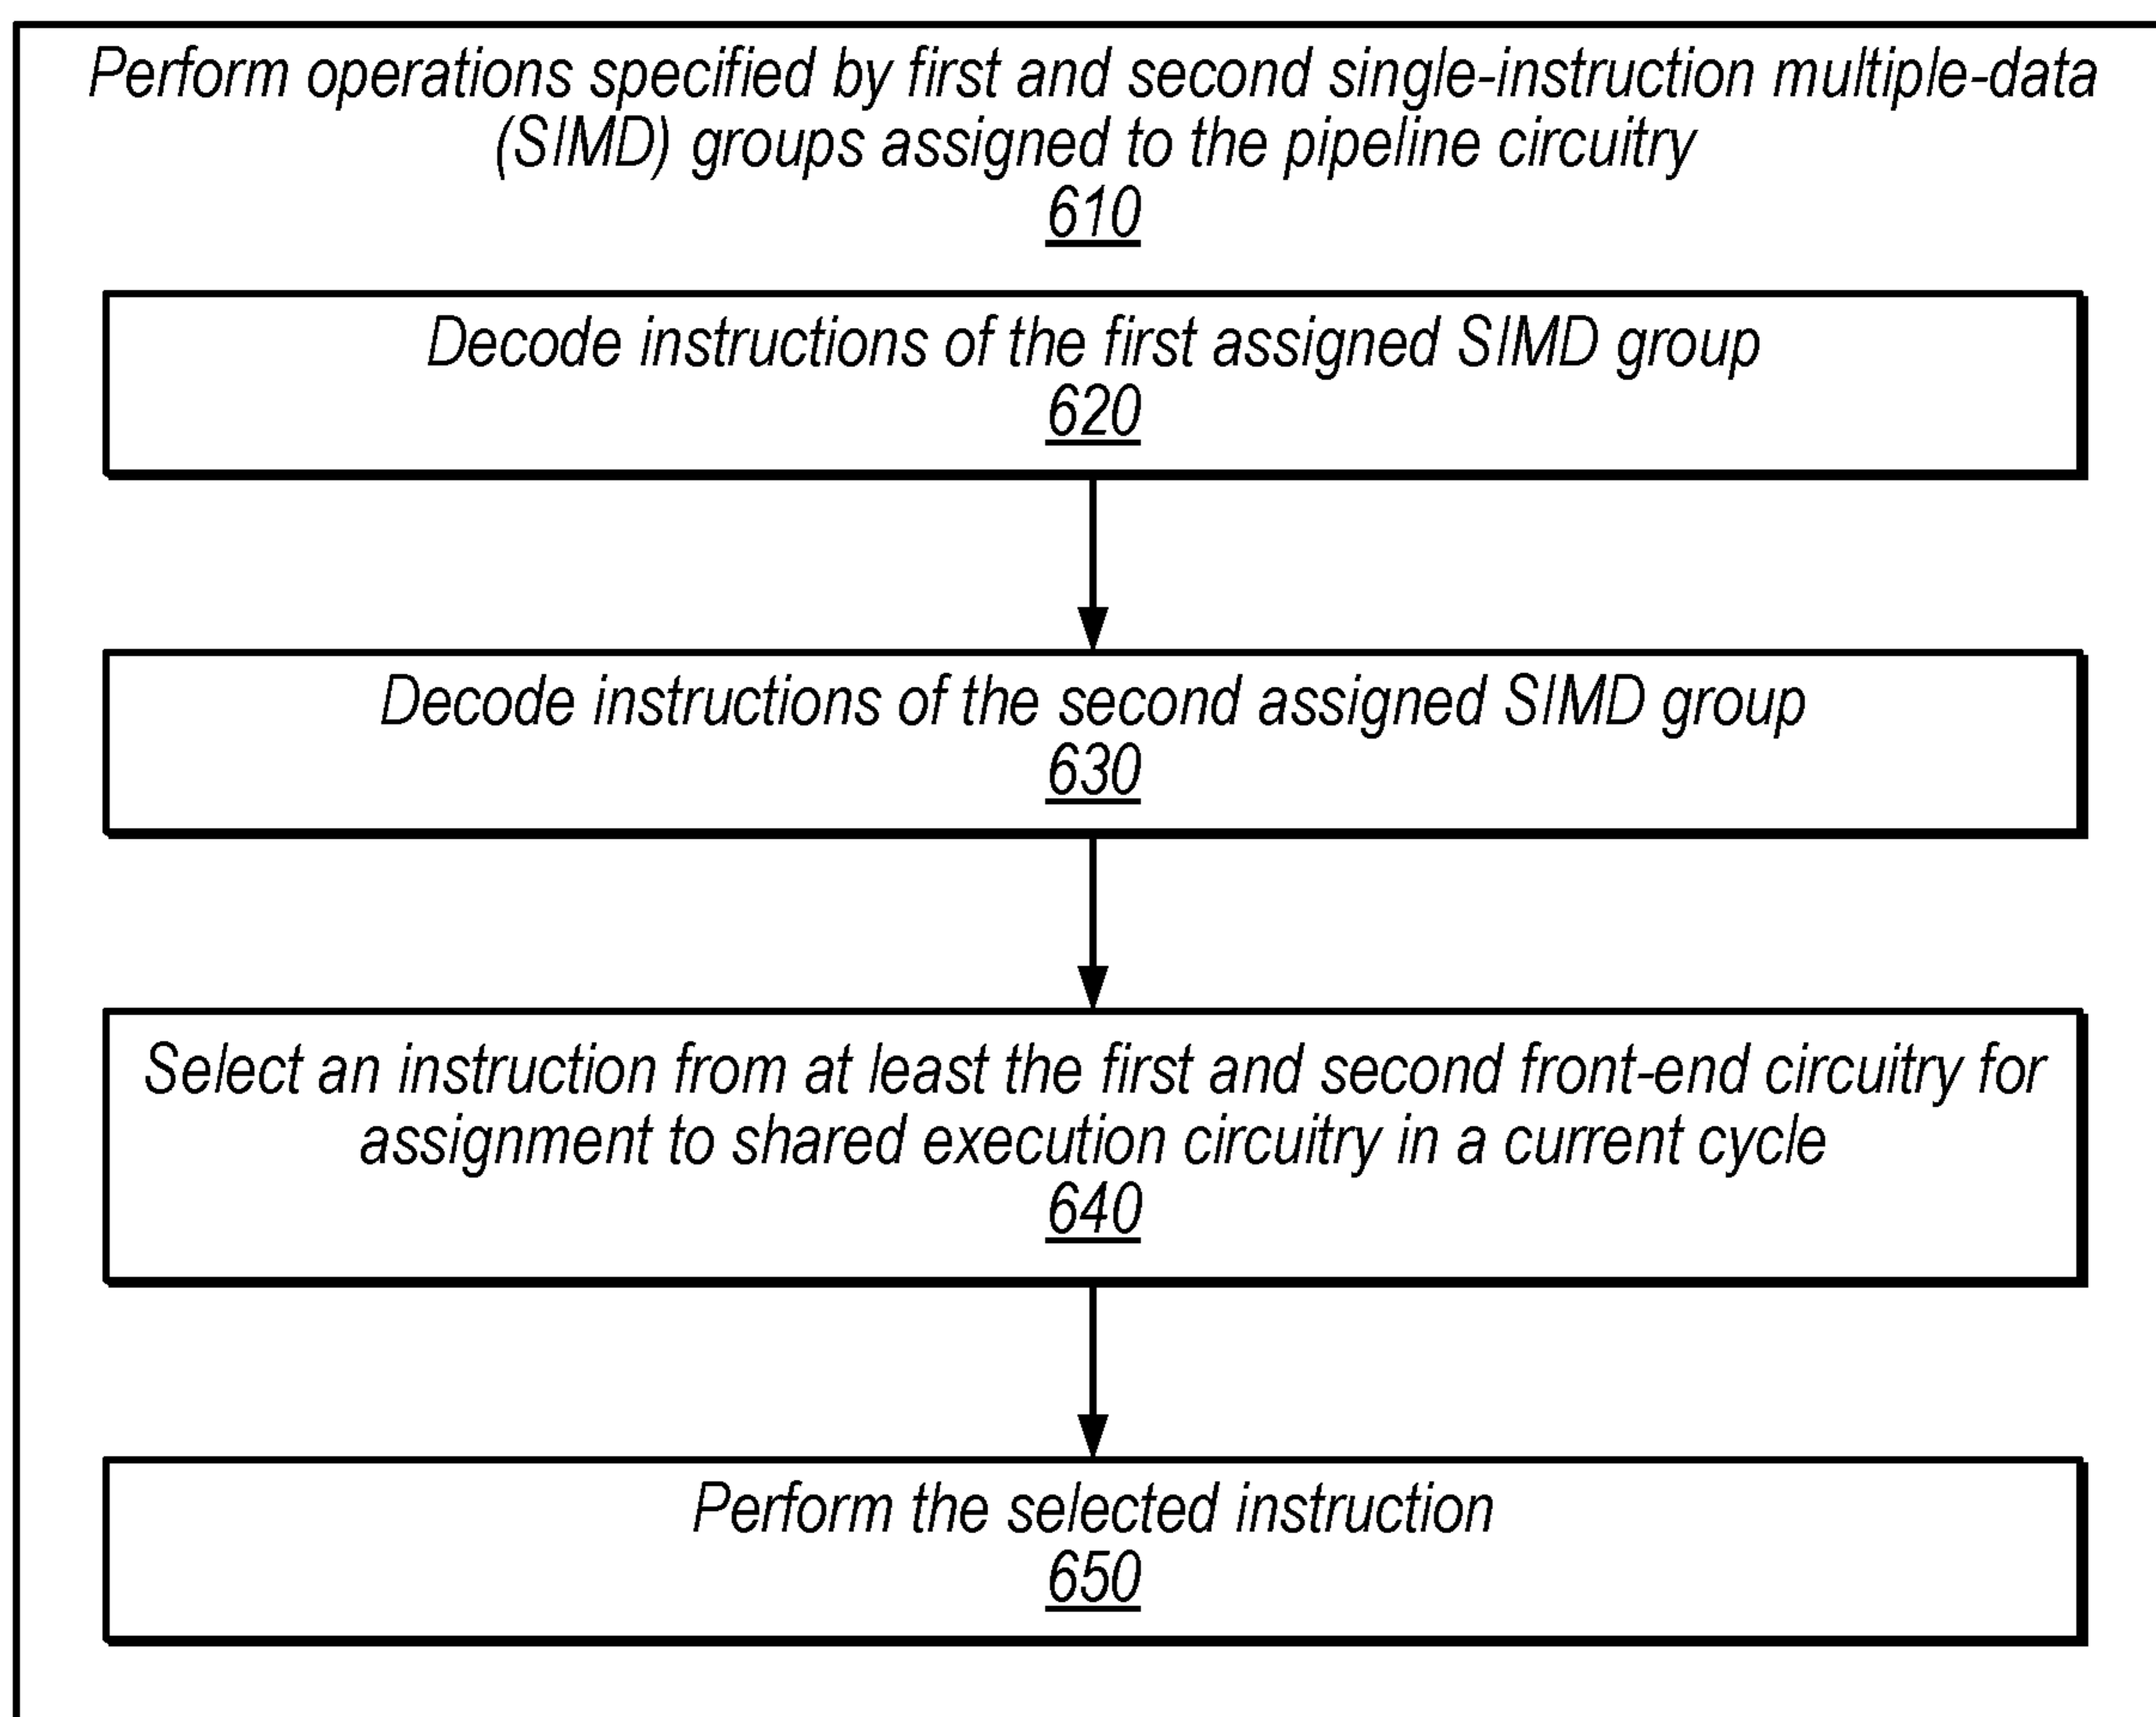 Perform operations specified by first and second single-instruction multiple-data
(SIMD) groups assigned to the pipeline circuitry
610
Decode instructions of the first assigned SIMD group
620
Decode instructions of the second assigned SIMD group
630
Select an instruction from at least the first and second front-end circuitry for
assignment to shared execution circuitry in a current cycle
640
Perform the selected instruction
650